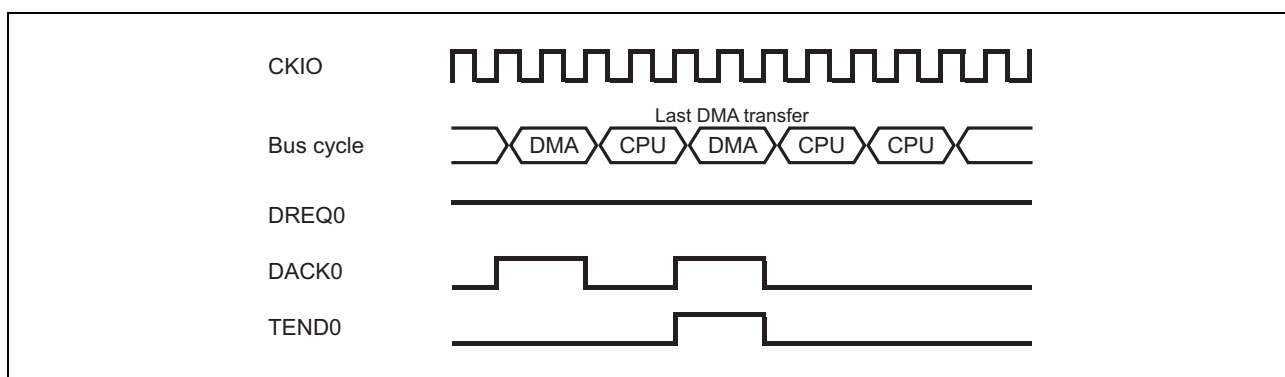 CKIO
Last DMA transfer
Bus cycle DMA CPU DMA CPU CPU
DREQ0
DACK0
TEND0